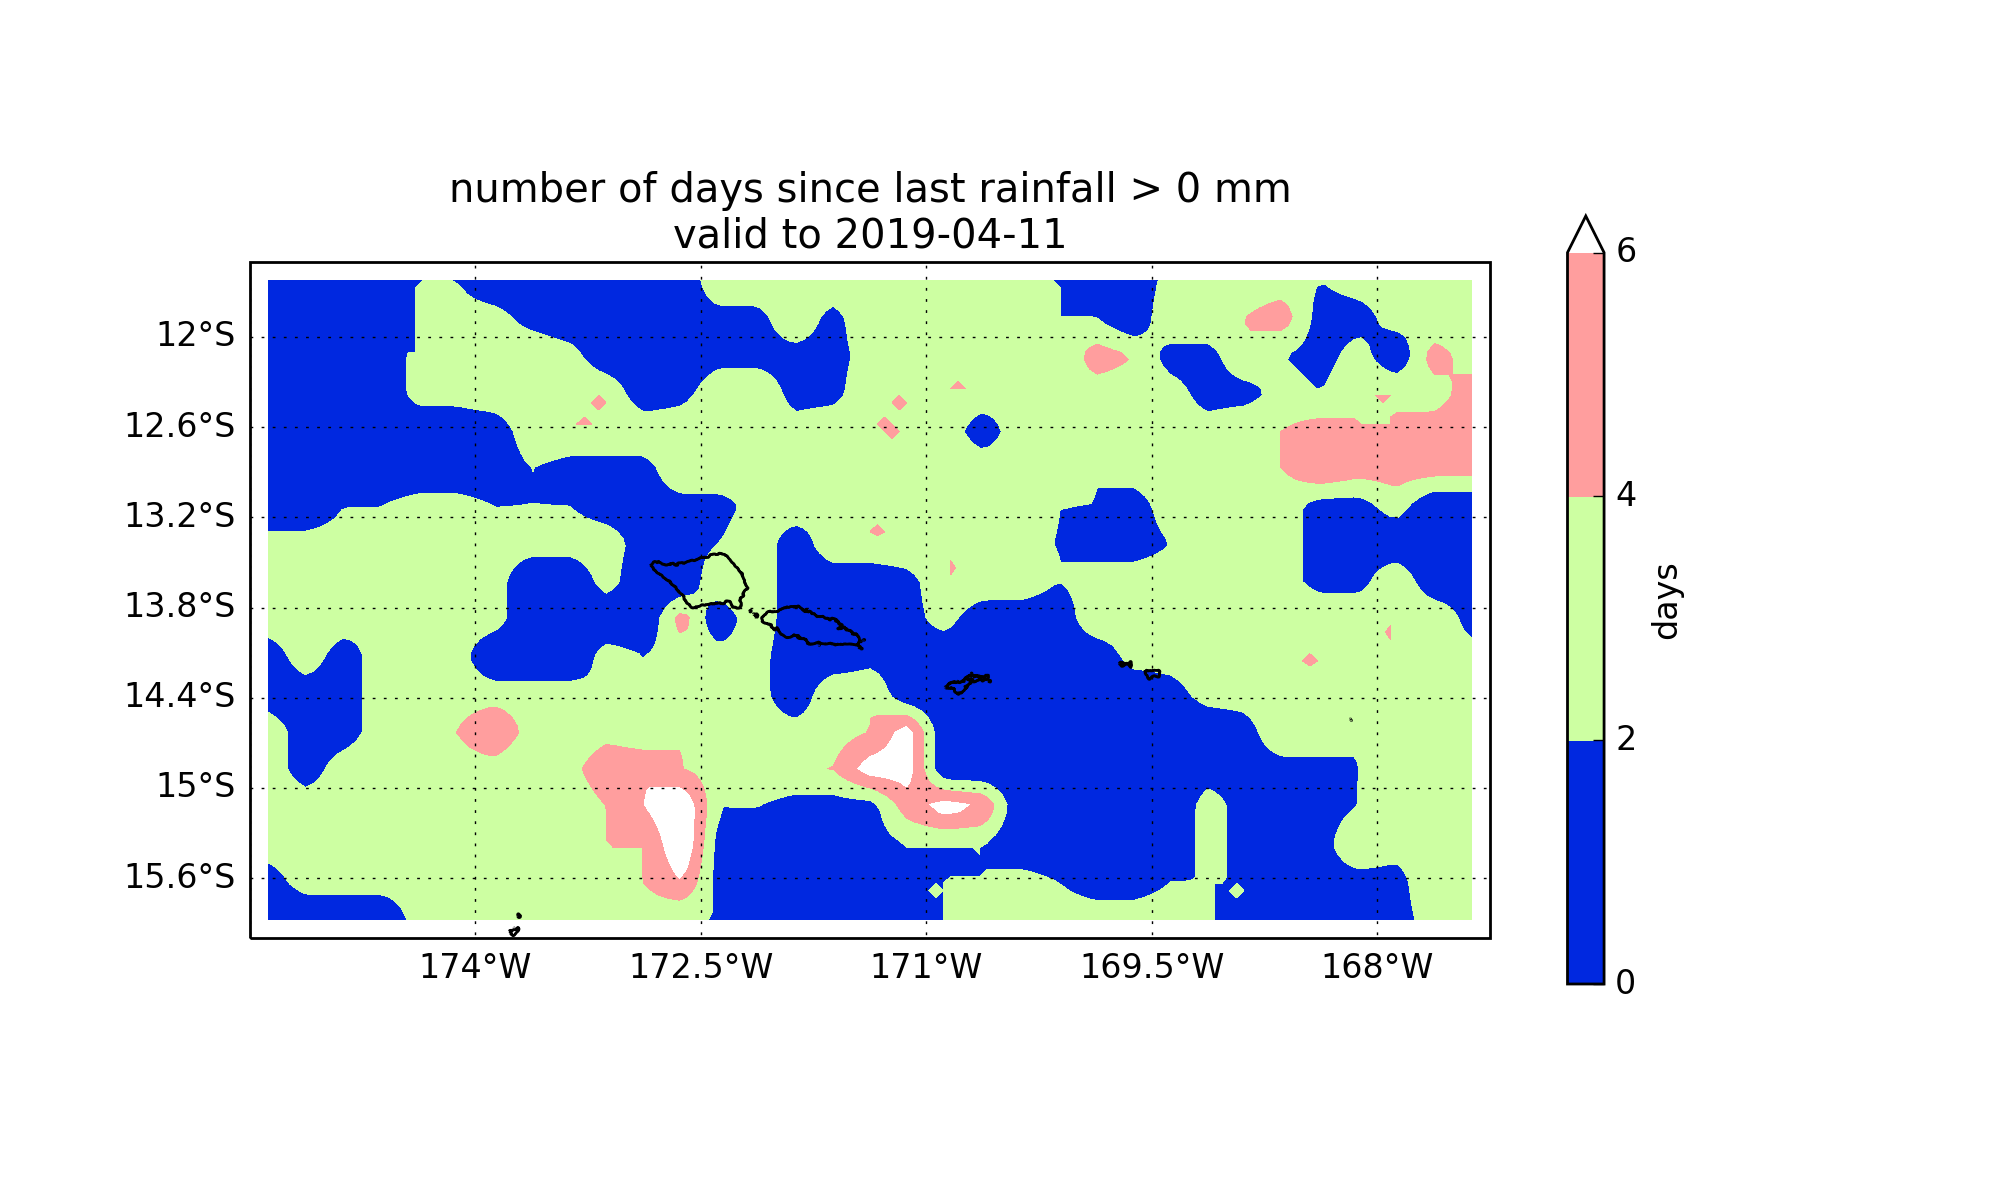 number of days since last rainfall > 0 mm
valid to 2019-04-11
12°S
12.6°S
13.2°S
13.8°S
14.4°S
15°S
15.6°S
174°W
172.5°W
171°W
169.5°W
168°W
6
4
2
0
days